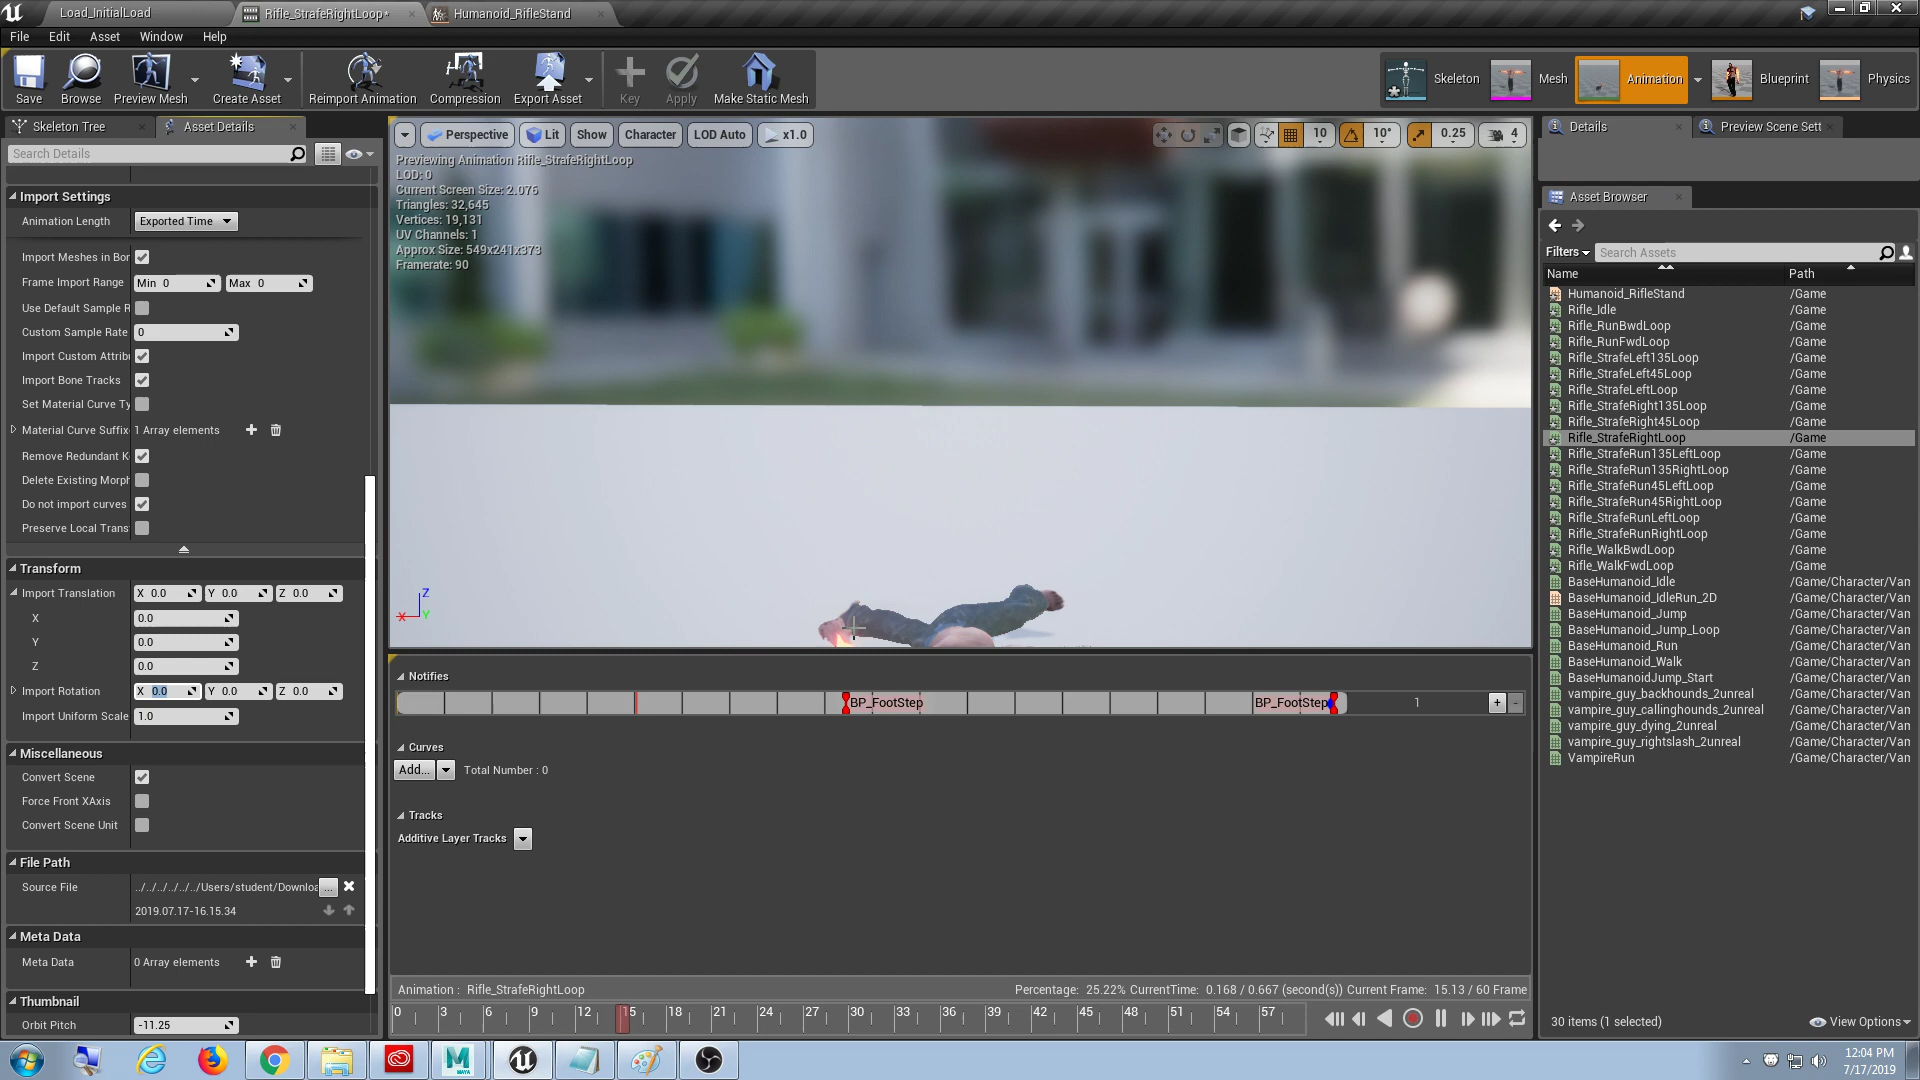 Load_InitialLoad
Rifle_StrafeRightLoop*
Humanoid_RifleStand
File Edit Asset Window Help
Save
Browse
Preview Mesh
Create Asset
Reimport Animation
Compression
Export Asset
Key
Apply
Make Static Mesh
Skeleton
Mesh
Animation
Blueprint
Physics
Skeleton Tree
Asset Details
Search Details
Import Settings
Animation Length Exported Time
Import Meshes in Bor
Frame Import Range Min 0 Max 0
Use Default Sample R
Custom Sample Rate 0
Import Custom Attribu
Import Bone Tracks
Set Material Curve Ty
Material Curve Suffix 1 Array elements
Remove Redundant K
Delete Existing Morph
Do not import curves
Preserve Local Trans
Transform
Import Translation X 0.0 Y 0.0 Z 0.0
X 0.0
Y 0.0
Z 0.0
Import Rotation X 0.0 Y 0.0 Z 0.0
Import Uniform Scale 1.0
Miscellaneous
Convert Scene
Force Front XAxis
Convert Scene Unit
File Path
Source File ../../../../../../Users/student/Downloa ...
2019.07.17-16.15.34
Meta Data
Meta Data 0 Array elements
Thumbnail
Orbit Pitch -11.25
Perspective Lit Show Character LOD Auto x1.0
10 10° 0.25 4
Previewing Animation Rifle_StrafeRightLoop
LOD: 0
Current Screen Size: 2.076
Triangles: 32,645
Vertices: 19,131
UV Channels: 1
Approx Size: 549x241x373
Framerate: 90
Z
X Y
Notifies
BP_FootStep BP_FootStep 1 + -
Curves
Add... Total Number : 0
Tracks
Additive Layer Tracks
Animation : Rifle_StrafeRightLoop Percentage: 25.22% CurrentTime: 0.168 / 0.667 (second(s)) Current Frame: 15.13 / 60 Frame
0 3 6 9 12 15 18 21 24 27 30 33 36 39 42 45 48 51 54 57
Details
Preview Scene Sett
Asset Browser
Filters Search Assets
Name Path
Humanoid_RifleStand /Game
Rifle_Idle /Game
Rifle_RunBwdLoop /Game
Rifle_RunFwdLoop /Game
Rifle_StrafeLeft135Loop /Game
Rifle_StrafeLeft45Loop /Game
Rifle_StrafeLeftLoop /Game
Rifle_StrafeRight135Loop /Game
Rifle_StrafeRight45Loop /Game
Rifle_StrafeRightLoop /Game
Rifle_StrafeRun135LeftLoop /Game
Rifle_StrafeRun135RightLoop /Game
Rifle_StrafeRun45LeftLoop /Game
Rifle_StrafeRun45RightLoop /Game
Rifle_StrafeRunLeftLoop /Game
Rifle_StrafeRunRightLoop /Game
Rifle_WalkBwdLoop /Game
Rifle_WalkFwdLoop /Game
BaseHumanoid_Idle /Game/Character/Van
BaseHumanoid_IdleRun_2D /Game/Character/Van
BaseHumanoid_Jump /Game/Character/Van
BaseHumanoid_Jump_Loop /Game/Character/Van
BaseHumanoid_Run /Game/Character/Van
BaseHumanoid_Walk /Game/Character/Van
BaseHumanoidJump_Start /Game/Character/Van
vampire_guy_backhounds_2unreal /Game/Character/Van
vampire_guy_callinghounds_2unreal /Game/Character/Van
vampire_guy_dying_2unreal /Game/Character/Van
vampire_guy_rightslash_2unreal /Game/Character/Van
VampireRun /Game/Character/Van
30 items (1 selected) View Options
MAYA
12:04 PM
7/17/2019